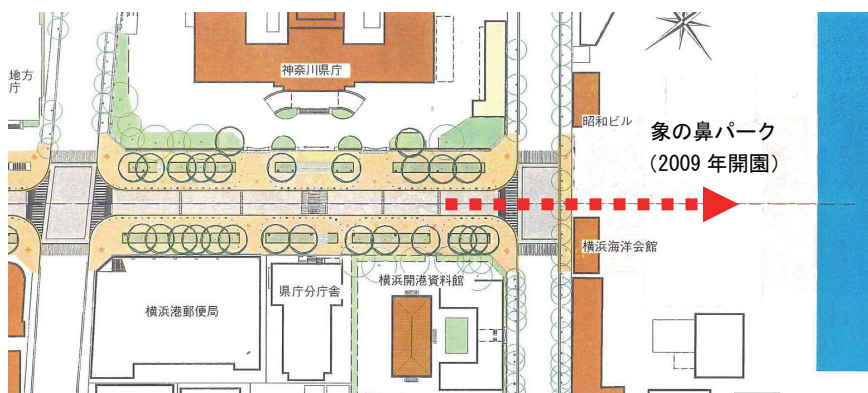 地方
庁
神奈川県庁
昭和ビル
象の鼻パーク
（2009 年開園）
横浜海洋会館
横浜港郵便局
県庁分庁舎
横浜開港資料館